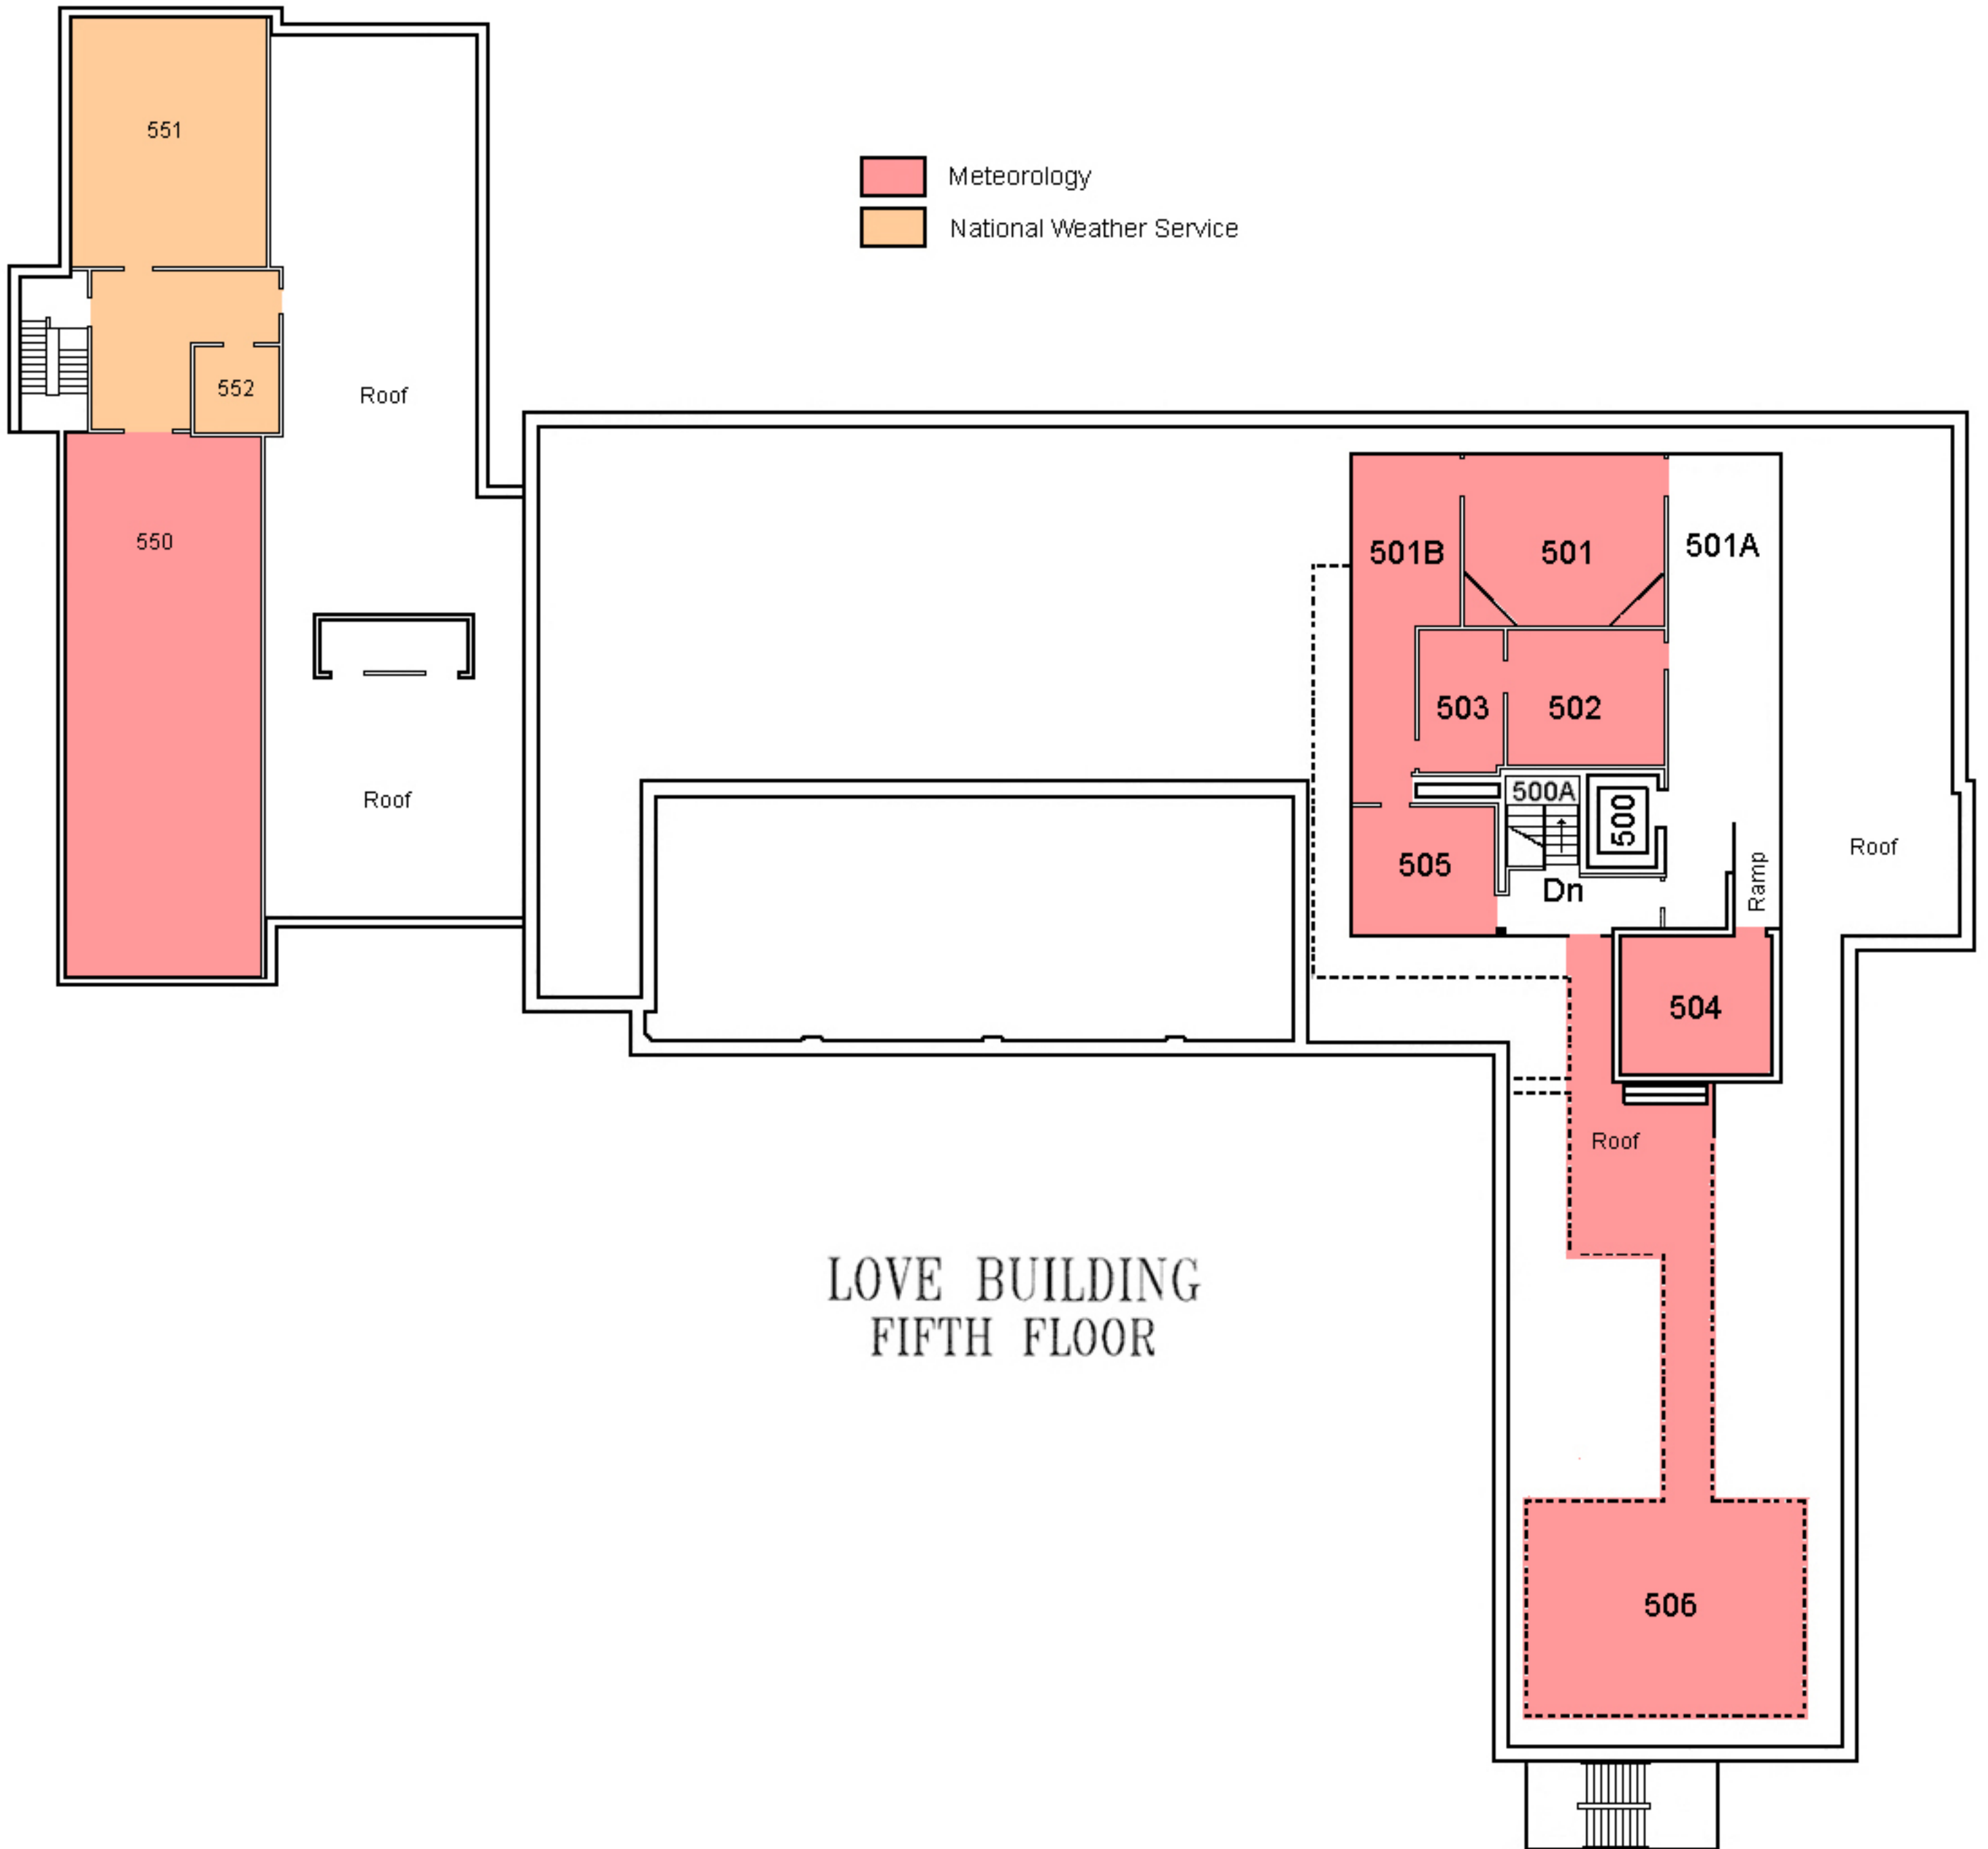 551
Meteorology
National Weather Service
552
Roof
550
501B
501
501A
503
502
Roof
500A
500
505
Dn
Ramp
Roof
504
Roof
LOVE BUILDING
FIFTH FLOOR
506